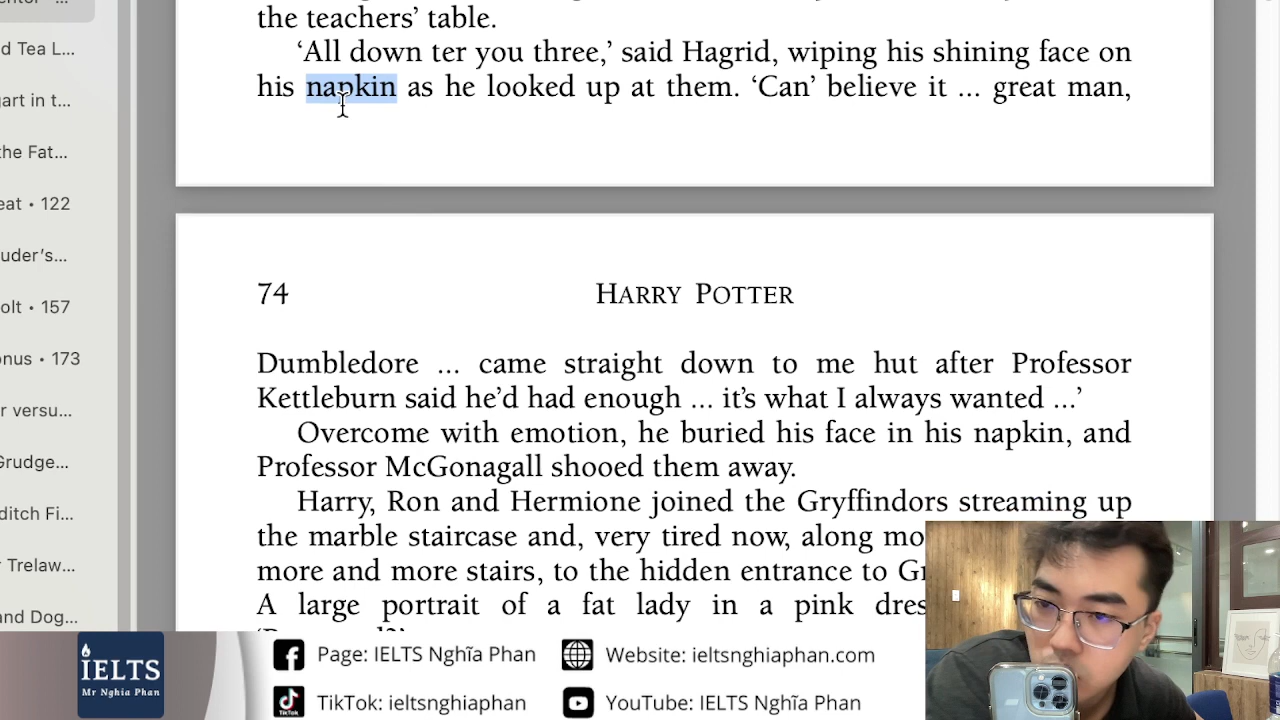 d Tea L...
gart in t...
the Fat...
eat • 122
uder’s...
olt • 157
onus • 173
r versu...
Grudge...
ditch Fi...
r Trelaw...
and Dog...
the teachers’ table.
‘All down ter you three,’ said Hagrid, wiping his shining face on
his napkin as he looked up at them. ‘Can’ believe it ... great man,
74 HARRY POTTER
Dumbledore ... came straight down to me hut after Professor
Kettleburn said he’d had enough ... it’s what I always wanted ...’
Overcome with emotion, he buried his face in his napkin, and
Professor McGonagall shooed them away.
Harry, Ron and Hermione joined the Gryffindors streaming up
the marble staircase and, very tired now, along mo
more and more stairs, to the hidden entrance to Gr
A large portrait of a fat lady in a pink dres
IELTS
Mr Nghia Phan
Page: IELTS Nghĩa Phan
Website: ieltsnghiaphan.com
TikTok: ieltsnghiaphan
YouTube: IELTS Nghĩa Phan